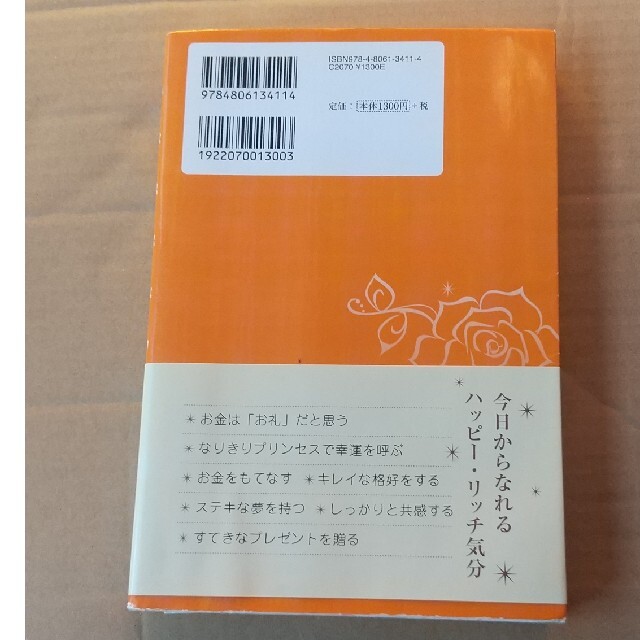 ISBN978-4-8061-3411-4
C2070 ¥1300E
9784806134114
定価：本体1300円+税
1922070013003
今日からなれる
ハッピー・リッチ気分
＊お金は「お礼」だと思う
＊なりきりプリンセスで幸運を呼ぶ
＊お金をもてなす ＊キレイな格好をする
＊ステキな夢を持つ ＊しっかりと共感する
＊すてきなプレゼントを贈る